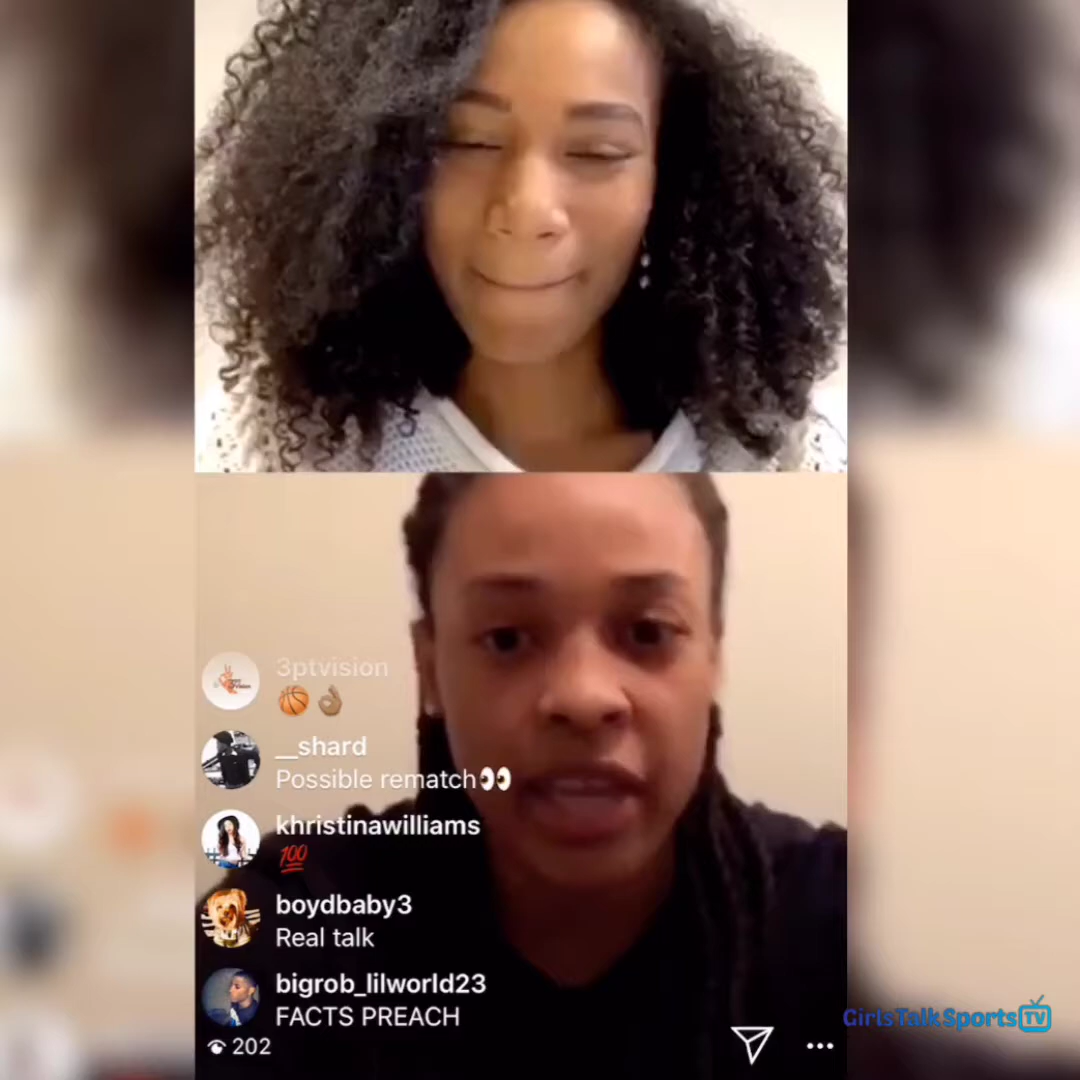 3ptvision
🏀👌🏽
__shard
Possible rematch👀
khristinawilliams
💯
boydbaby3
Real talk
bigrob_lilworld23
FACTS PREACH
202
GirlsTalkSportsTV